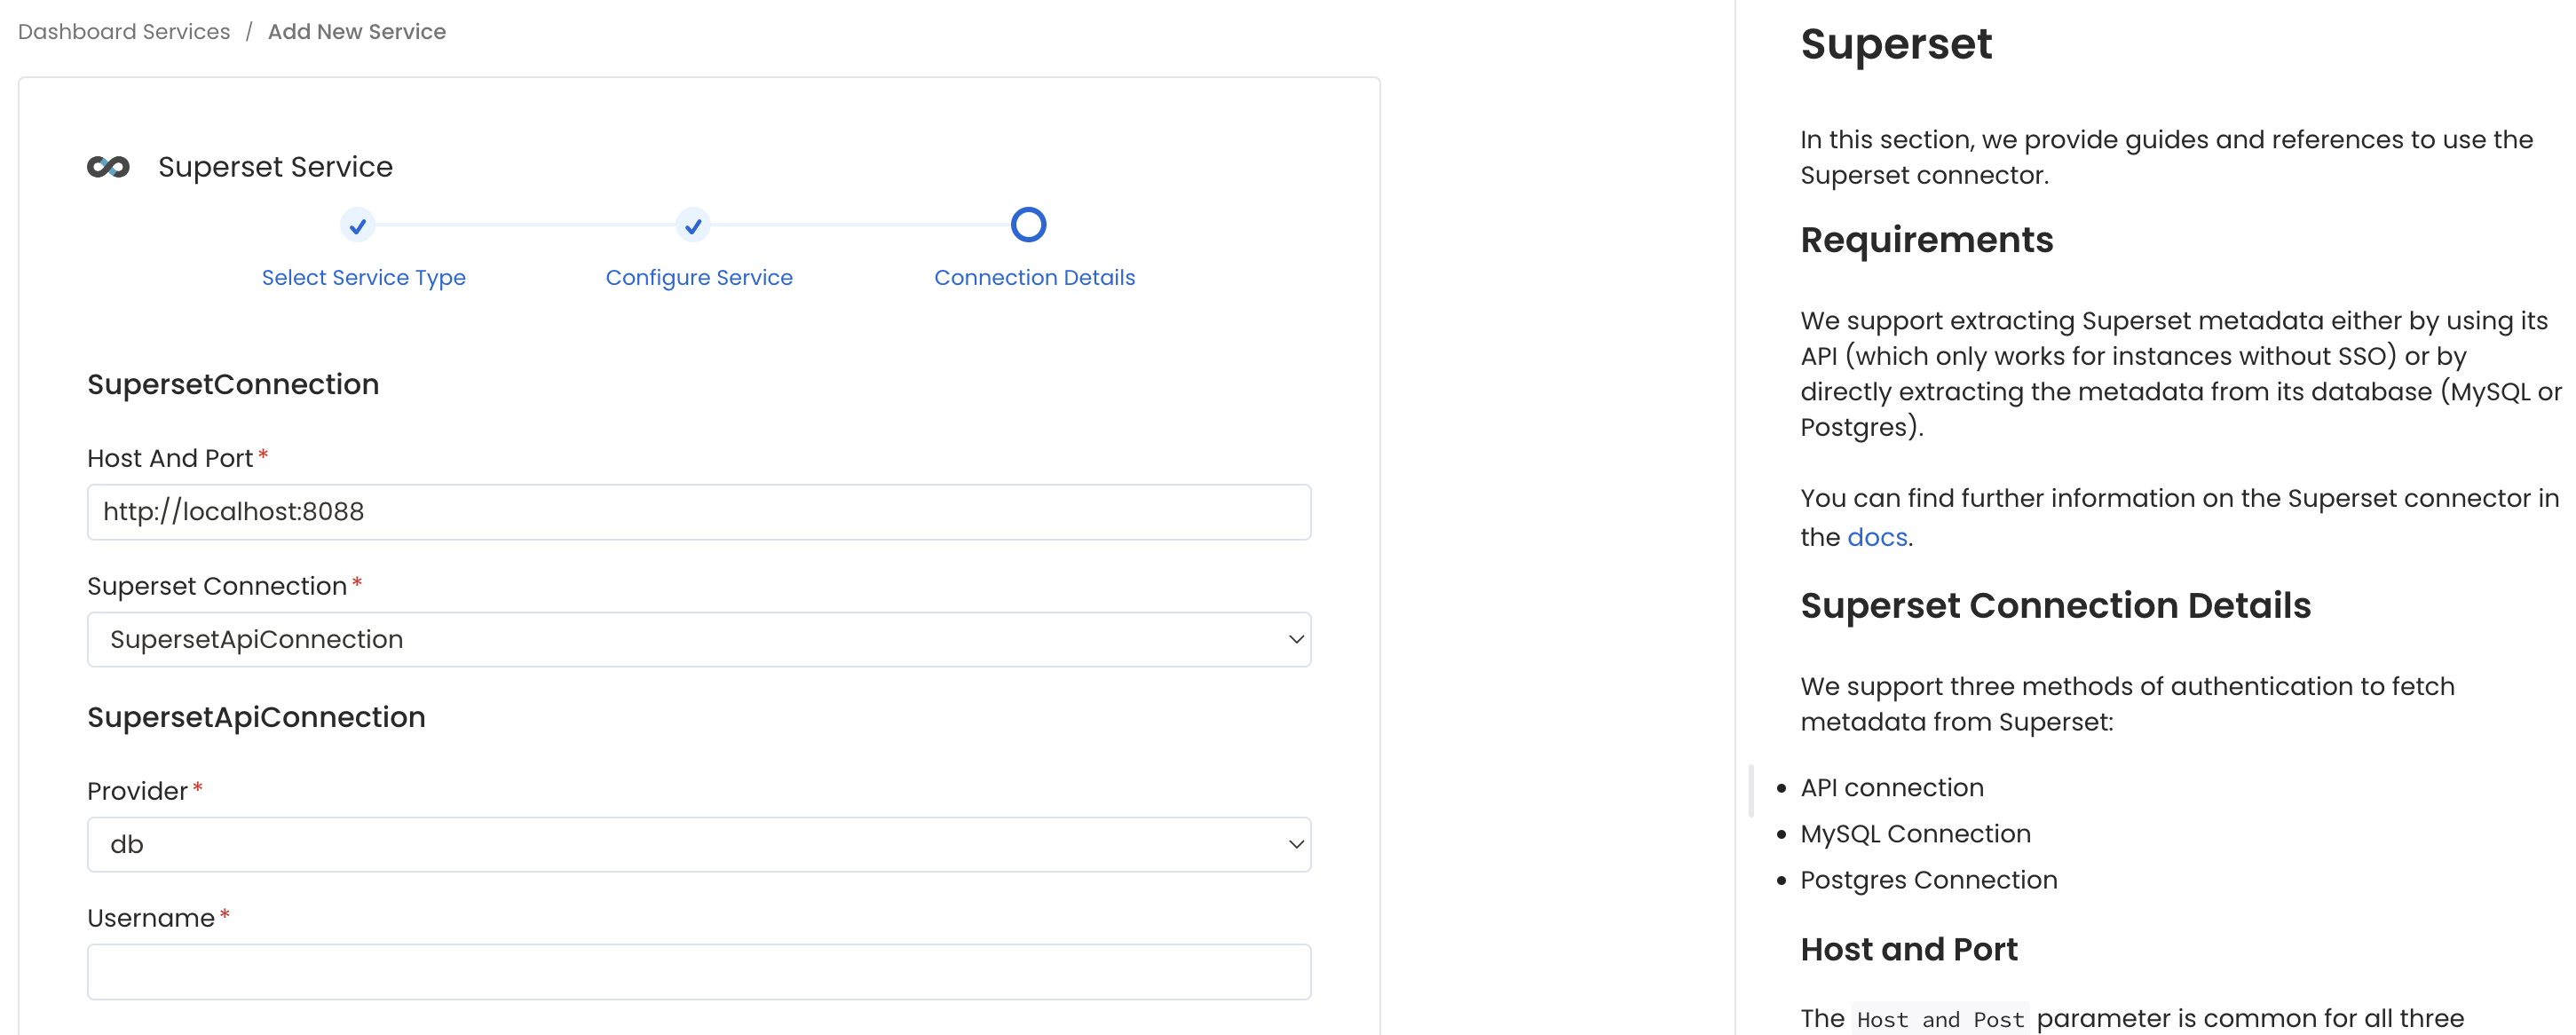 Dashboard Services / Add New Service
Superset Service
Select Service Type
Configure Service
Connection Details
SupersetConnection
Host And Port*
http://localhost:8088
Superset Connection*
SupersetApiConnection
SupersetApiConnection
Provider*
db
Username*
Superset
In this section, we provide guides and references to use the
Superset connector.
Requirements
We support extracting Superset metadata either by using its
API (which only works for instances without SSO) or by
directly extracting the metadata from its database (MySQL or
Postgres).
You can find further information on the Superset connector in
the docs.
Superset Connection Details
We support three methods of authentication to fetch
metadata from Superset:
• API connection
• MySQL Connection
• Postgres Connection
Host and Port
The Host and Post parameter is common for all three